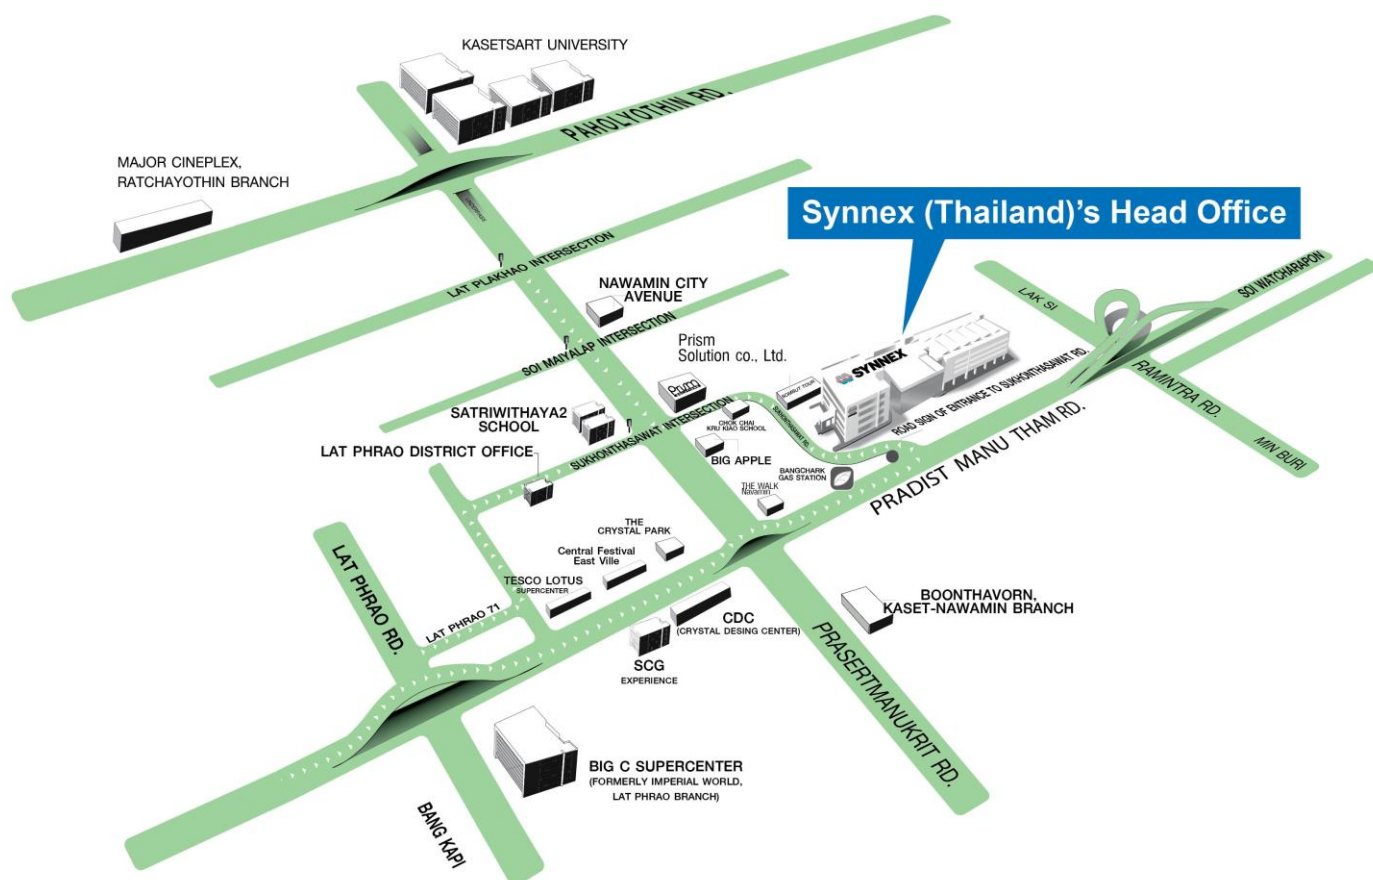 KASETSART UNIVERSITY
PAHOLYOTHIN RD.
MAJOR CINEPLEX,
RATCHAYOTHIN BRANCH
UNDERPASS
Synnex (Thailand)'s Head Office
LAT PLAKHAO INTERSECTION
NAWAMIN CITY
AVENUE
SOI WATCHARAPON
LAK SI
SOI MAIYALAP INTERSECTION
Prism
Solution co., Ltd.
SYNNEX
RAMINTRA RD.
MIN BURI
ROAD SIGN OF ENTRANCE TO SUKHONTHASAWAT RD.
SATRIWITHAYA2
SCHOOL
SUKHONTHASAWAT INTERSECTION
CHOK CHAI
KRU KIAO SCHOOL
SUKHONTHASAWAT RD.
LAT PHRAO DISTRICT OFFICE
BIG APPLE
BANGCHARK
GAS STATION
PRADIST MANU THAM RD.
THE WALK
Navamin
THE
CRYSTAL PARK
Central Festival
East Ville
TESCO LOTUS
SUPERCENTER
LAT PHRAO RD.
LAT PHRAO 71
BOONTHAVORN,
KASET-NAWAMIN BRANCH
CDC
(CRYSTAL DESING CENTER)
SCG
EXPERIENCE
PRASERTMANUKRIT RD.
BIG C SUPERCENTER
(FORMERLY IMPERIAL WORLD,
LAT PHRAO BRANCH)
BANG KAPI